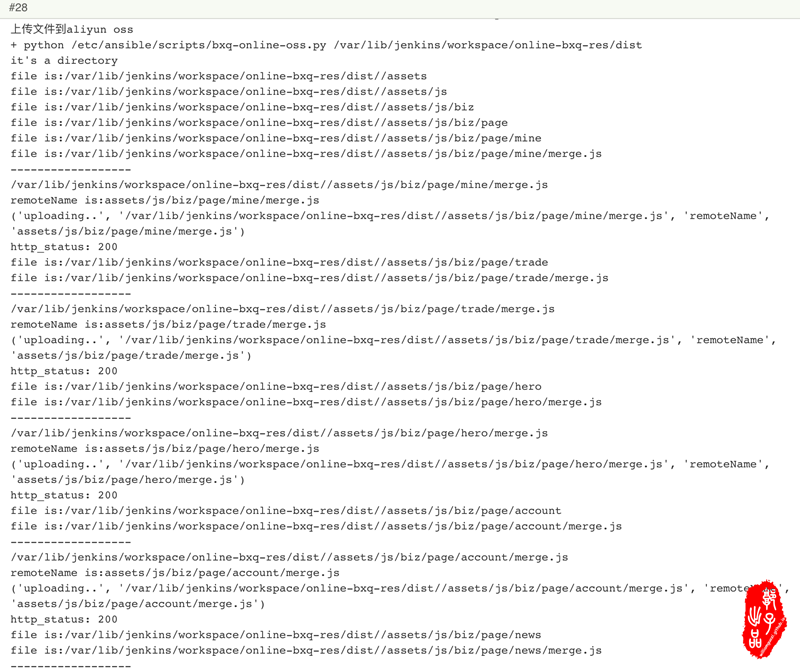 #28
上传文件到aliyun oss
+ python /etc/ansible/scripts/bxq-online-oss.py /var/lib/jenkins/workspace/online-bxq-res/dist
it's a directory
file is:/var/lib/jenkins/workspace/online-bxq-res/dist//assets
file is:/var/lib/jenkins/workspace/online-bxq-res/dist//assets/js
file is:/var/lib/jenkins/workspace/online-bxq-res/dist//assets/js/biz
file is:/var/lib/jenkins/workspace/online-bxq-res/dist//assets/js/biz/page
file is:/var/lib/jenkins/workspace/online-bxq-res/dist//assets/js/biz/page/mine
file is:/var/lib/jenkins/workspace/online-bxq-res/dist//assets/js/biz/page/mine/merge.js
------------------
/var/lib/jenkins/workspace/online-bxq-res/dist//assets/js/biz/page/mine/merge.js
remoteName is:assets/js/biz/page/mine/merge.js
('uploading..', '/var/lib/jenkins/workspace/online-bxq-res/dist//assets/js/biz/page/mine/merge.js', 'remoteName',
'assets/js/biz/page/mine/merge.js')
http_status: 200
file is:/var/lib/jenkins/workspace/online-bxq-res/dist//assets/js/biz/page/trade
file is:/var/lib/jenkins/workspace/online-bxq-res/dist//assets/js/biz/page/trade/merge.js
------------------
/var/lib/jenkins/workspace/online-bxq-res/dist//assets/js/biz/page/trade/merge.js
remoteName is:assets/js/biz/page/trade/merge.js
('uploading..', '/var/lib/jenkins/workspace/online-bxq-res/dist//assets/js/biz/page/trade/merge.js', 'remoteName',
'assets/js/biz/page/trade/merge.js')
http_status: 200
file is:/var/lib/jenkins/workspace/online-bxq-res/dist//assets/js/biz/page/hero
file is:/var/lib/jenkins/workspace/online-bxq-res/dist//assets/js/biz/page/hero/merge.js
------------------
/var/lib/jenkins/workspace/online-bxq-res/dist//assets/js/biz/page/hero/merge.js
remoteName is:assets/js/biz/page/hero/merge.js
('uploading..', '/var/lib/jenkins/workspace/online-bxq-res/dist//assets/js/biz/page/hero/merge.js', 'remoteName',
'assets/js/biz/page/hero/merge.js')
http_status: 200
file is:/var/lib/jenkins/workspace/online-bxq-res/dist//assets/js/biz/page/account
file is:/var/lib/jenkins/workspace/online-bxq-res/dist//assets/js/biz/page/account/merge.js
------------------
/var/lib/jenkins/workspace/online-bxq-res/dist//assets/js/biz/page/account/merge.js
remoteName is:assets/js/biz/page/account/merge.js
('uploading..', '/var/lib/jenkins/workspace/online-bxq-res/dist//assets/js/biz/page/account/merge.js',
'assets/js/biz/page/account/merge.js')
http_status: 200
file is:/var/lib/jenkins/workspace/online-bxq-res/dist//assets/js/biz/page/news
file is:/var/lib/jenkins/workspace/online-bxq-res/dist//assets/js/biz/page/news/merge.js
------------------